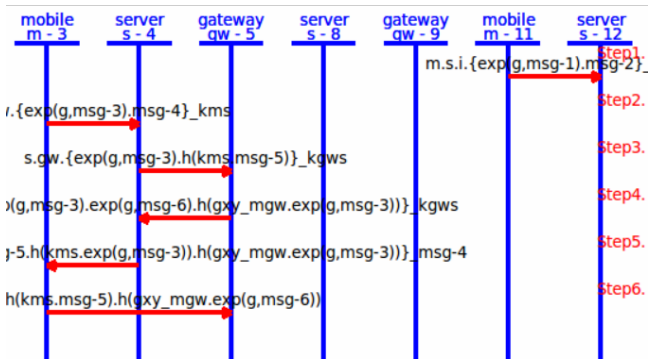 mobile server gateway server gateway mobile server
m - 3 s - 4 gw - 5 s - 8 gw - 9 m - 11 s - 12
Step1.
m.s.i.{exp(g,msg-1).msg-2}_
Step2.
.{exp(g,msg-3).msg-4}_kms
Step3.
s.gw.{exp(g,msg-3).h(kms.msg-5)}_kgws
Step4.
(g,msg-3).exp(g,msg-6).h(gxy_mgw.exp(g,msg-3))}_kgws
Step5.
-5.h(kms.exp(g,msg-3)).h(gxy_mgw.exp(g,msg-3))}_msg-4
Step6.
h(kms.msg-5).h(gxy_mgw.exp(g,msg-6))